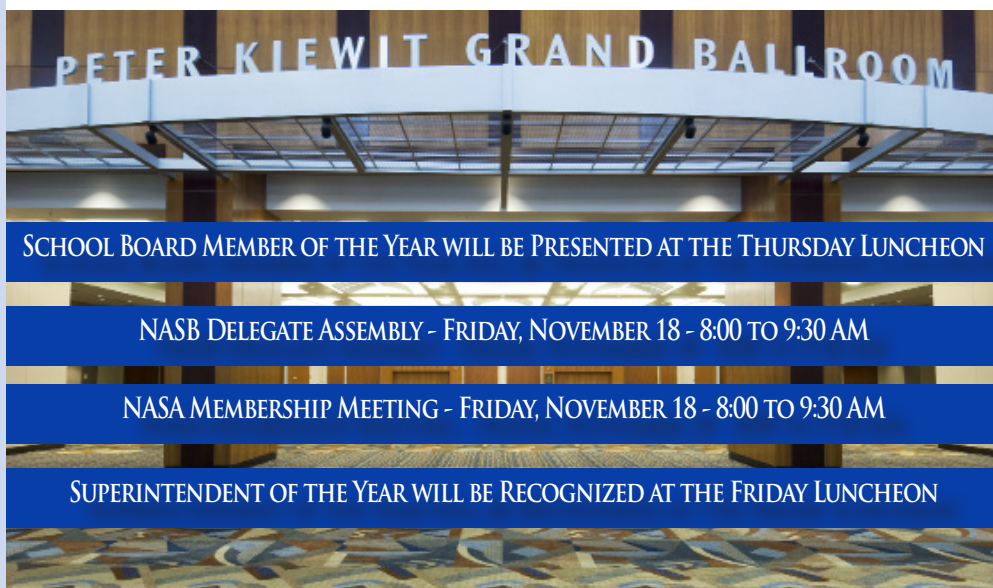 PETER KIEWIT GRAND BALLROOM
School Board Member of the Year will be Presented at the Thursday Luncheon
NASB Delegate Assembly - Friday, November 18 - 8:00 to 9:30 AM
NASA Membership Meeting - Friday, November 18 - 8:00 to 9:30 AM
Superintendent of the Year will be Recognized at the Friday Luncheon